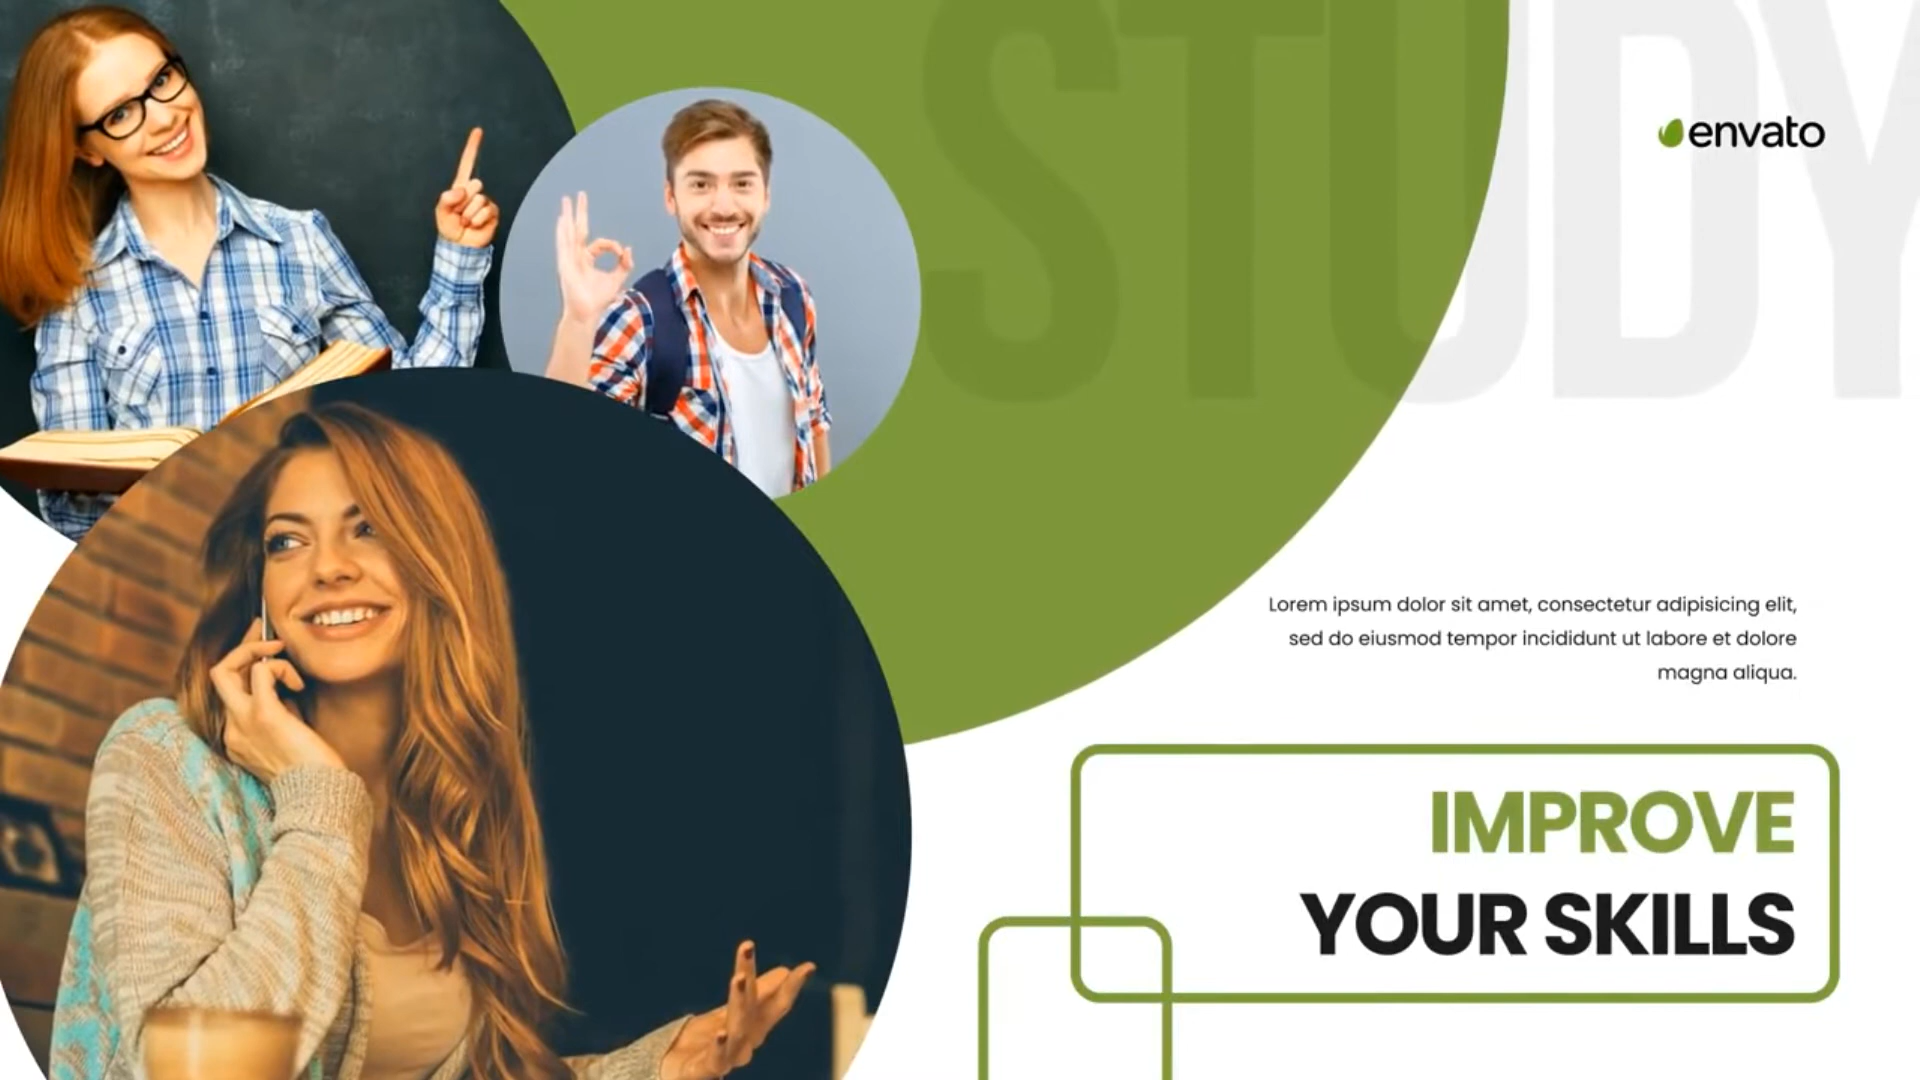 STUDY
envato
Lorem ipsum dolor sit amet, consectetur adipisicing elit,
sed do eiusmod tempor incididunt ut labore et dolore
magna aliqua.
IMPROVE
YOUR SKILLS